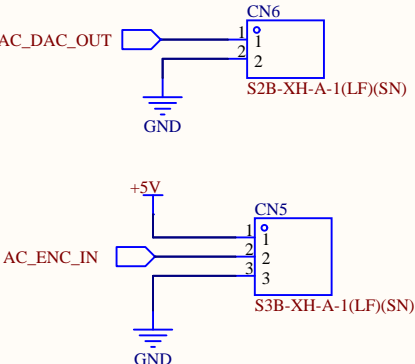 CN6
AC_DAC_OUT
1
1
2
2
S2B-XH-A-1(LF)(SN)
GND
+5V
CN5
1
1
AC_ENC_IN
2
2
3
3
S3B-XH-A-1(LF)(SN)
GND